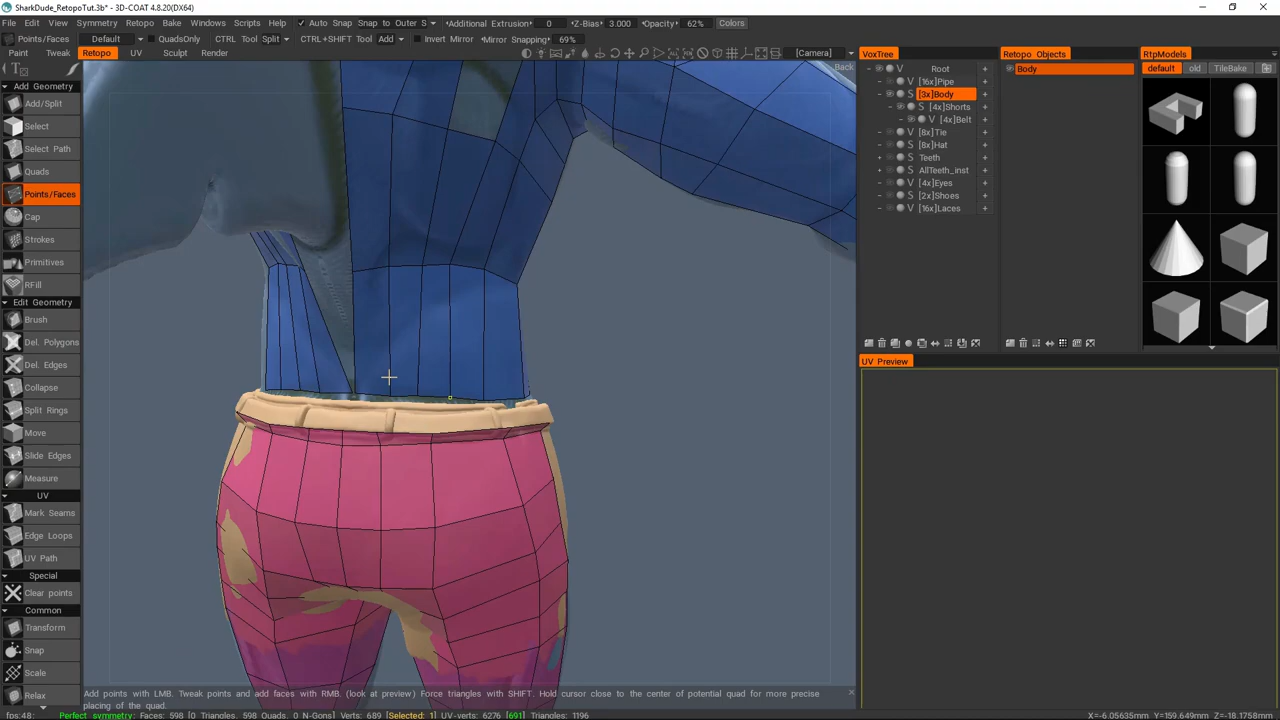 SharkDude_RetopoTut.3b* - 3D-COAT 4.8.20(DX64)
File Edit View Symmetry Retopo Bake Windows Scripts Help Auto Snap Snap to Outer S Additional Extrusion 0 Z-Bias 3.000 Opacity 62% Colors
Points/Faces Default QuadsOnly CTRL Tool Split CTRL+SHIFT Tool Add Invert Mirror Mirror Snapping 69%
Paint Tweak Retopo UV Sculpt Render [Camera]
Back
Add Geometry
Add/Split
Select
Select Path
Quads
Points/Faces
Cap
Strokes
Primitives
RFill
Edit Geometry
Brush
Del. Polygons
Del. Edges
Collapse
Split Rings
Move
Slide Edges
Measure
UV
Mark Seams
Edge Loops
UV Path
Special
Clear points
Common
Transform
Snap
Scale
Relax
VoxTree
Root
V [16x]Pipe
S [3x]Body
S [4x]Shorts
V [4x]Belt
V [8x]Tie
S [8x]Hat
S Teeth
S AllTeeth_inst
V [4x]Eyes
S [2x]Shoes
V [16x]Laces
Retopo Objects
Body
RtpModels
default old TileBake
UV Preview
Add points with LMB. Tweak points and add faces with RMB. (look at preview) Force triangles with SHIFT. Hold cursor close to the center of potential quad for more precise
placing of the quad.
fps:48; Perfect symmetry; Faces: 598 [0 Triangles, 598 Quads, 0 N-Gons] Verts: 689 [Selected: 1] UV-verts: 6276 [691] Triangles: 1196 X=-6.05635mm Y=159.649mm Z=-18.1758mm